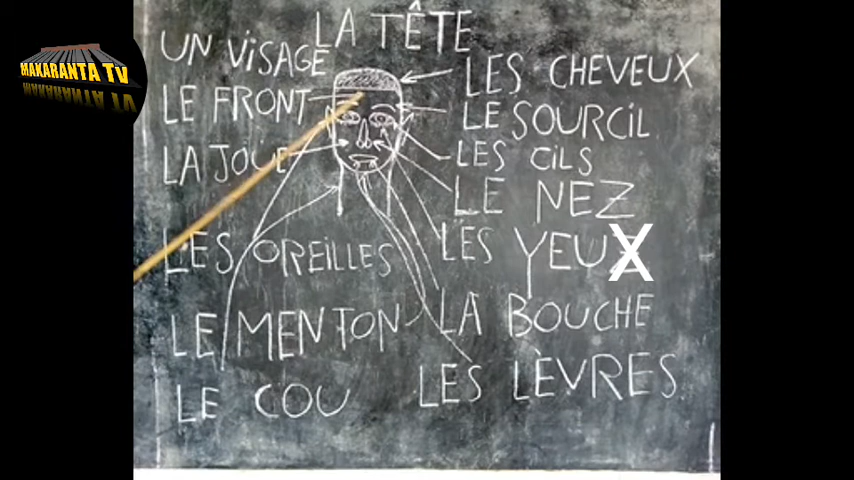 MAKARANTA TV
LA TÊTE
UN ViSAGE
LE FRONT
LA JOUE
LES OREiLLES
LE MENTON
LE COU
LES CHEVEUX
LE SOURCiL
LES CiLS
LE NEZ
LES YEUX
LA BOUCHE
LES LÈVRES